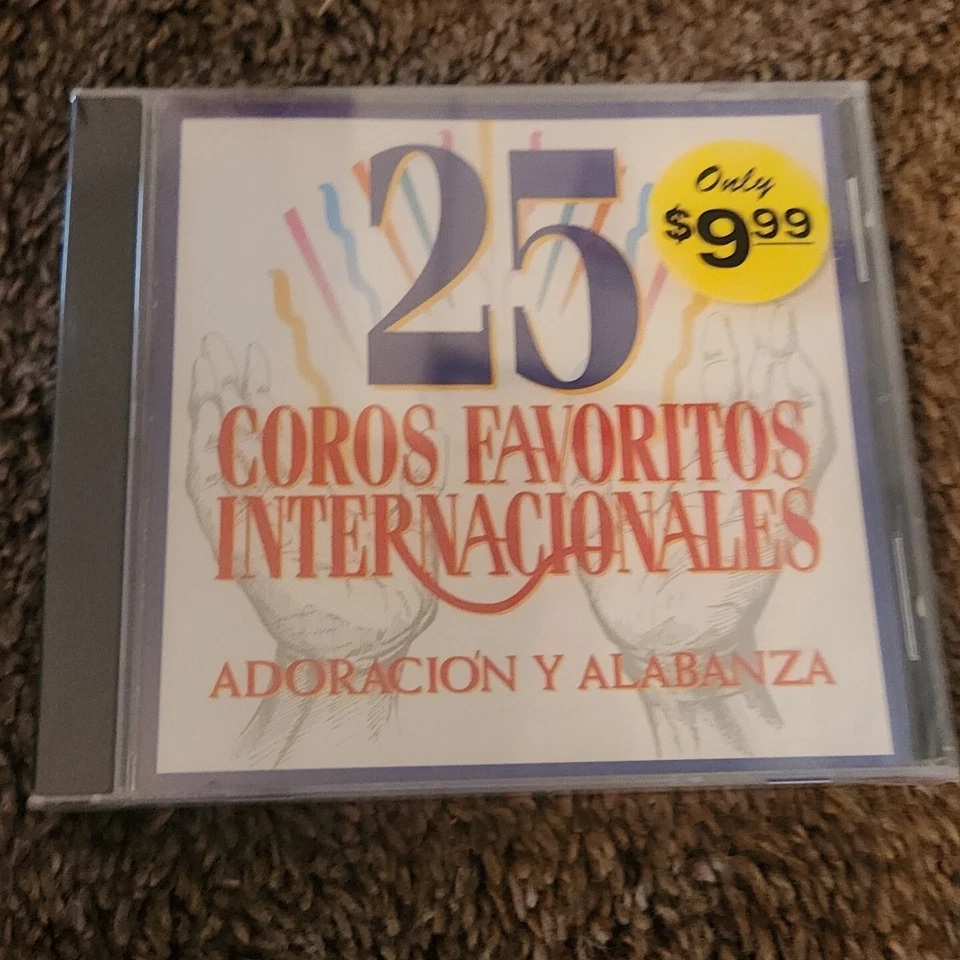 25
Only
$9.99
COROS FAVORITOS
INTERNACIONALES
ADORACIÓN Y ALABANZA